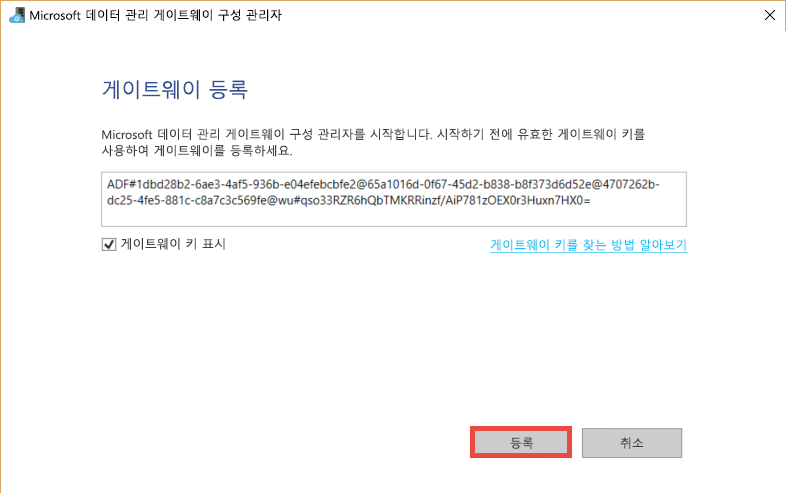 Microsoft 데이터 관리 게이트웨이 구성 관리자
게이트웨이 등록
Microsoft 데이터 관리 게이트웨이 구성 관리자를 시작합니다. 시작하기 전에 유효한 게이트웨이 키를
사용하여 게이트웨이를 등록하세요.
ADF#1dbd28b2-6ae3-4af5-936b-e04efebcbfe2@65a1016d-0f67-45d2-b838-b8f373d6d52e@4707262b-
dc25-4fe5-881c-c8a7c3c569fe@wu#qso33RZR6hQbTMKRRinzf/AiP781zOEX0r3Huxn7HX0=
게이트웨이 키 표시
게이트웨이 키를 찾는 방법 알아보기
등록
취소